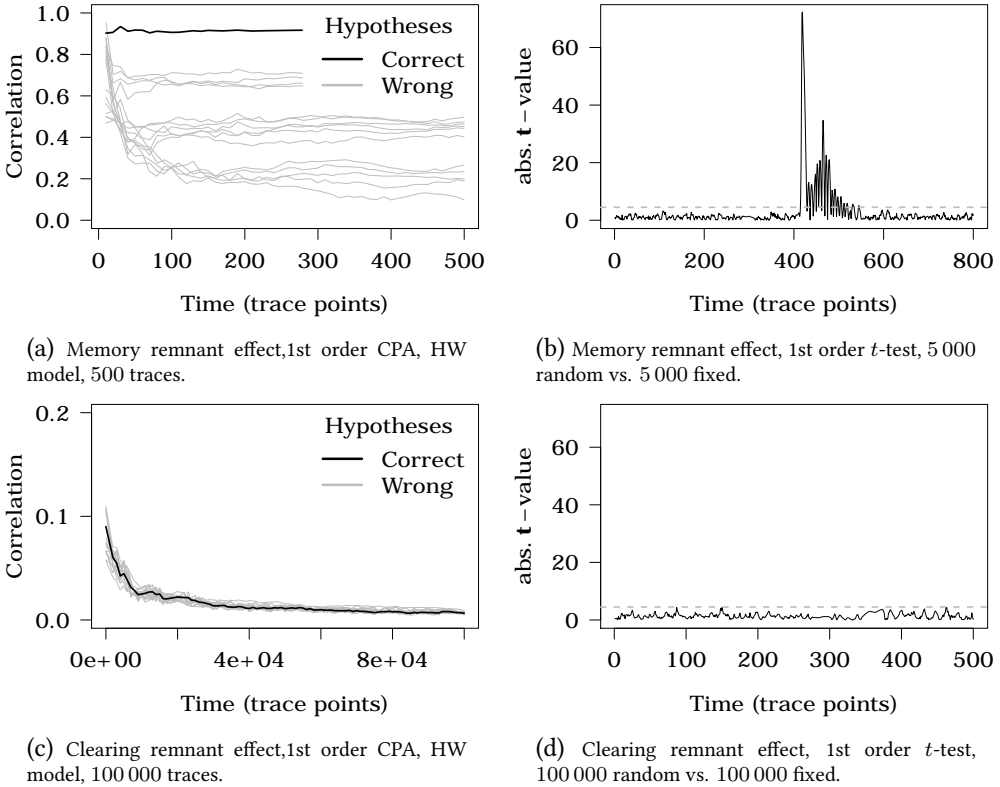 1.0
0.8
0.6
0.4
0.2
0.0
Correlation
Hypotheses
Correct
Wrong
0 100 200 300 400 500
Time (trace points)
60
40
20
0
abs. t – value
0 200 400 600 800
Time (trace points)
(a) Memory remnant effect,1st order CPA, HW
model, 500 traces.
(b) Memory remnant effect, 1st order t-test, 5 000
random vs. 5 000 fixed.
0.2
0.1
0.0
Correlation
Hypotheses
Correct
Wrong
0e+00 4e+04 8e+04
Time (trace points)
60
40
20
0
abs. t – value
0 100 200 300 400 500
Time (trace points)
(c) Clearing remnant effect,1st order CPA, HW
model, 100 000 traces.
(d) Clearing remnant effect, 1st order t-test,
100 000 random vs. 100 000 fixed.